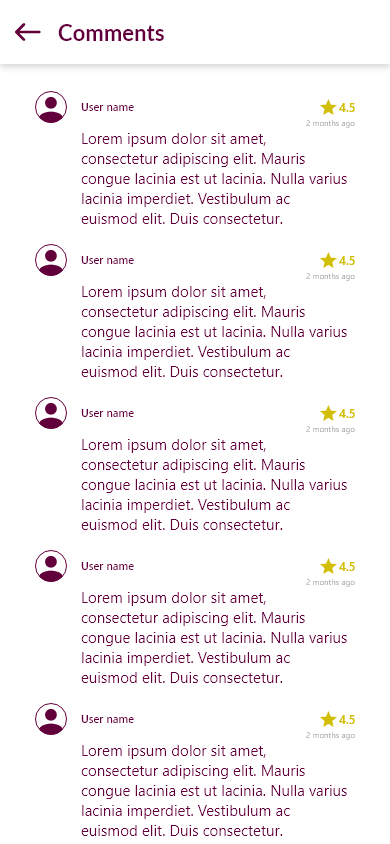 Comments
User name 4.5
2 months ago
Lorem ipsum dolor sit amet,
consectetur adipiscing elit. Mauris
congue lacinia est ut lacinia. Nulla varius
lacinia imperdiet. Vestibulum ac
euismod elit. Duis consectetur.
User name 4.5
2 months ago
Lorem ipsum dolor sit amet,
consectetur adipiscing elit. Mauris
congue lacinia est ut lacinia. Nulla varius
lacinia imperdiet. Vestibulum ac
euismod elit. Duis consectetur.
User name 4.5
2 months ago
Lorem ipsum dolor sit amet,
consectetur adipiscing elit. Mauris
congue lacinia est ut lacinia. Nulla varius
lacinia imperdiet. Vestibulum ac
euismod elit. Duis consectetur.
User name 4.5
2 months ago
Lorem ipsum dolor sit amet,
consectetur adipiscing elit. Mauris
congue lacinia est ut lacinia. Nulla varius
lacinia imperdiet. Vestibulum ac
euismod elit. Duis consectetur.
User name 4.5
2 months ago
Lorem ipsum dolor sit amet,
consectetur adipiscing elit. Mauris
congue lacinia est ut lacinia. Nulla varius
lacinia imperdiet. Vestibulum ac
euismod elit. Duis consectetur.